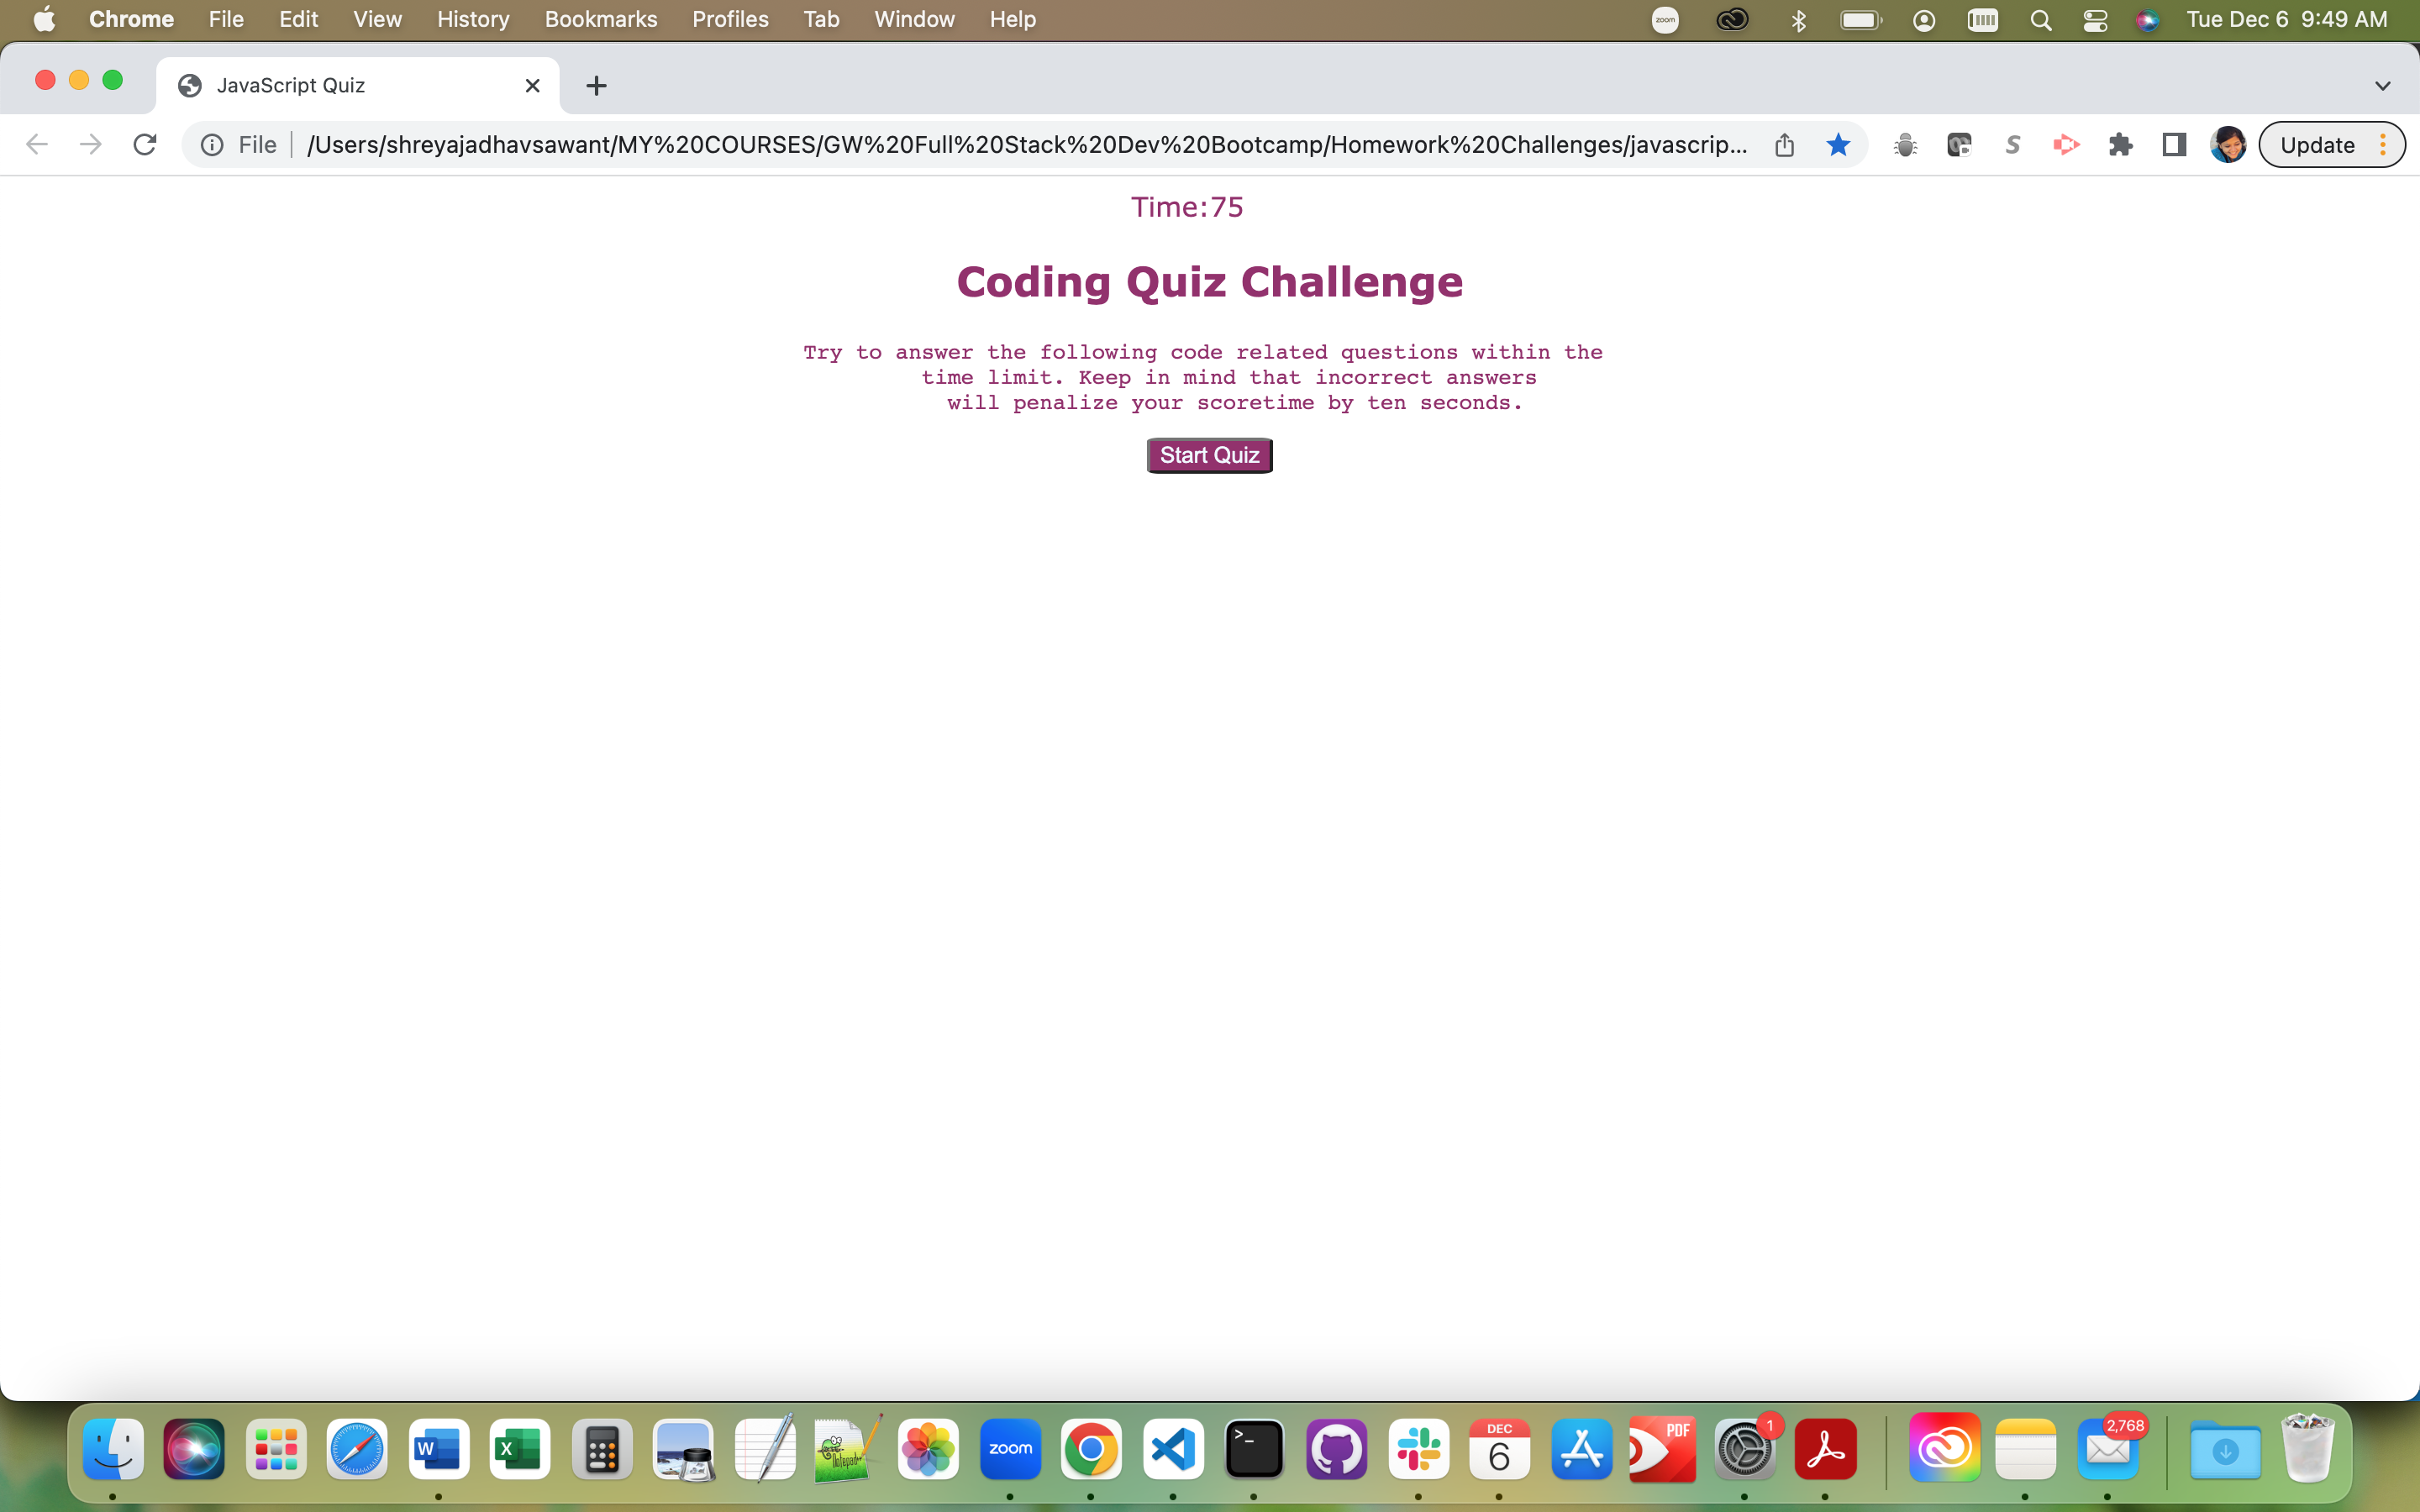 Chrome File Edit View History Bookmarks Profiles Tab Window Help zoom Tue Dec 6 9:49 AM
JavaScript Quiz
File /Users/shreyajadhavsawant/MY%20COURSES/GW%20Full%20Stack%20Dev%20Bootcamp/Homework%20Challenges/javascrip... S Update
Time:75
Coding Quiz Challenge
Try to answer the following code related questions within the
time limit. Keep in mind that incorrect answers
will penalize your scoretime by ten seconds.
Start Quiz
W X zoom >_ DEC 6 PDF 1 2,768